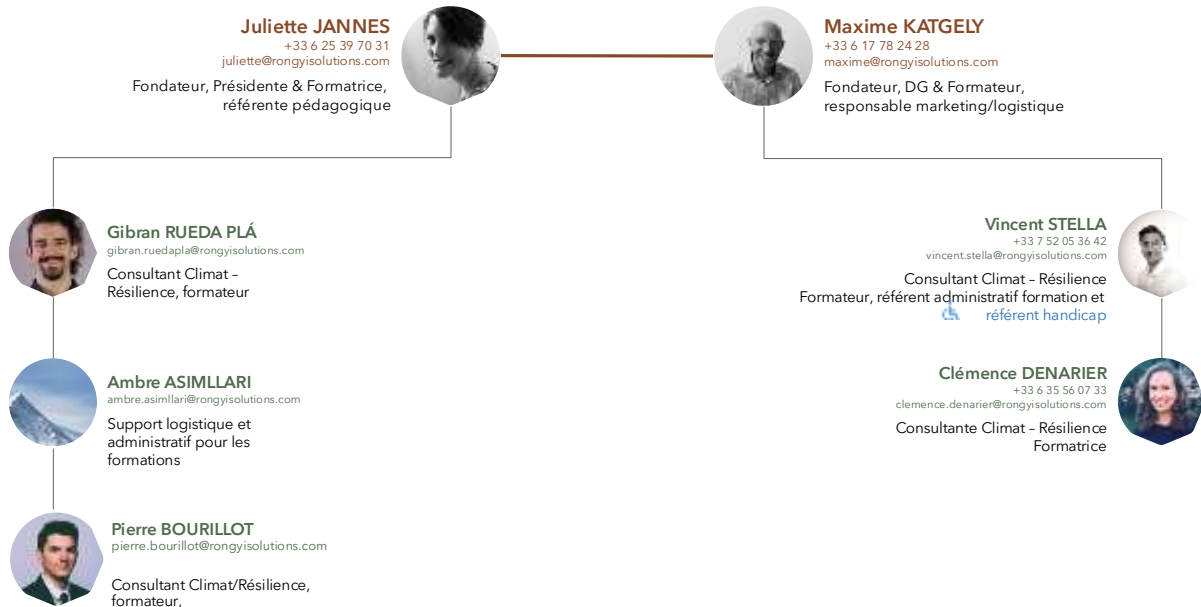 Juliette JANNES
+33 6 25 39 70 31
juliette@rongyisolutions.com
Fondateur, Présidente & Formatrice,
référente pédagogique
Maxime KATGELY
+33 6 17 78 24 28
maxime@rongyisolutions.com
Fondateur, DG & Formateur,
responsable marketing/logistique
Gibran RUEDA PLÁ
gibran.ruedapla@rongyisolutions.com
Consultant Climat –
Résilience, formateur
Ambre ASIMLLARI
ambre.asimllari@rongyisolutions.com
Support logistique et
administratif pour les
formations
Pierre BOURILLOT
pierre.bourillot@rongyisolutions.com
Consultant Climat/Résilience,
formateur,
Vincent STELLA
+33 7 52 05 36 42
vincent.stella@rongyisolutions.com
Consultant Climat – Résilience
Formateur, référent administratif formation et
référent handicap
Clémence DENARIER
+33 6 35 56 07 33
clemence.denarier@rongyisolutions.com
Consultante Climat – Résilience
Formatrice